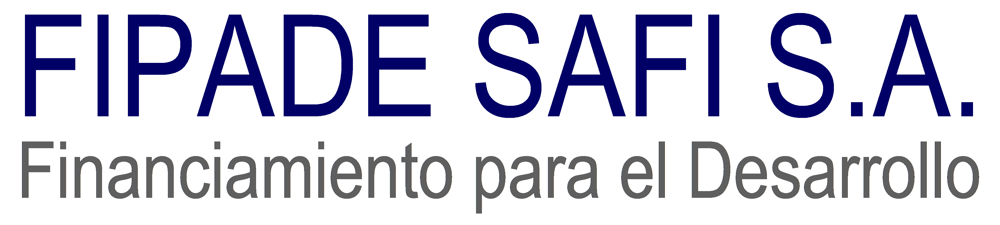 FIPADE SAFI S.A.
Financiamiento para el Desarrollo